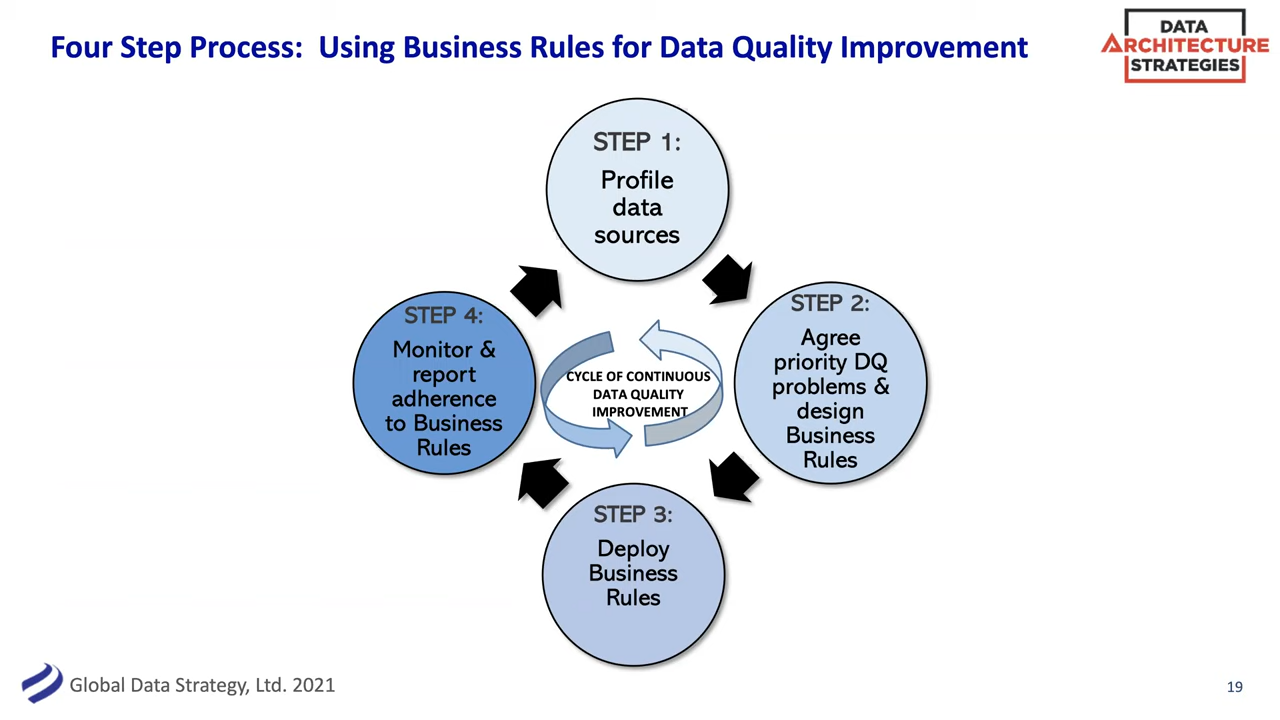 Four Step Process:  Using Business Rules for Data Quality Improvement
DATA
ARCHITECTURE
STRATEGIES
STEP 1:
Profile
data
sources
STEP 2:
Agree
priority DQ
problems &
design
Business
Rules
STEP 4:
Monitor &
report
adherence
to Business
Rules
CYCLE OF CONTINUOUS
DATA QUALITY
IMPROVEMENT
STEP 3:
Deploy
Business
Rules
Global Data Strategy, Ltd. 2021
19